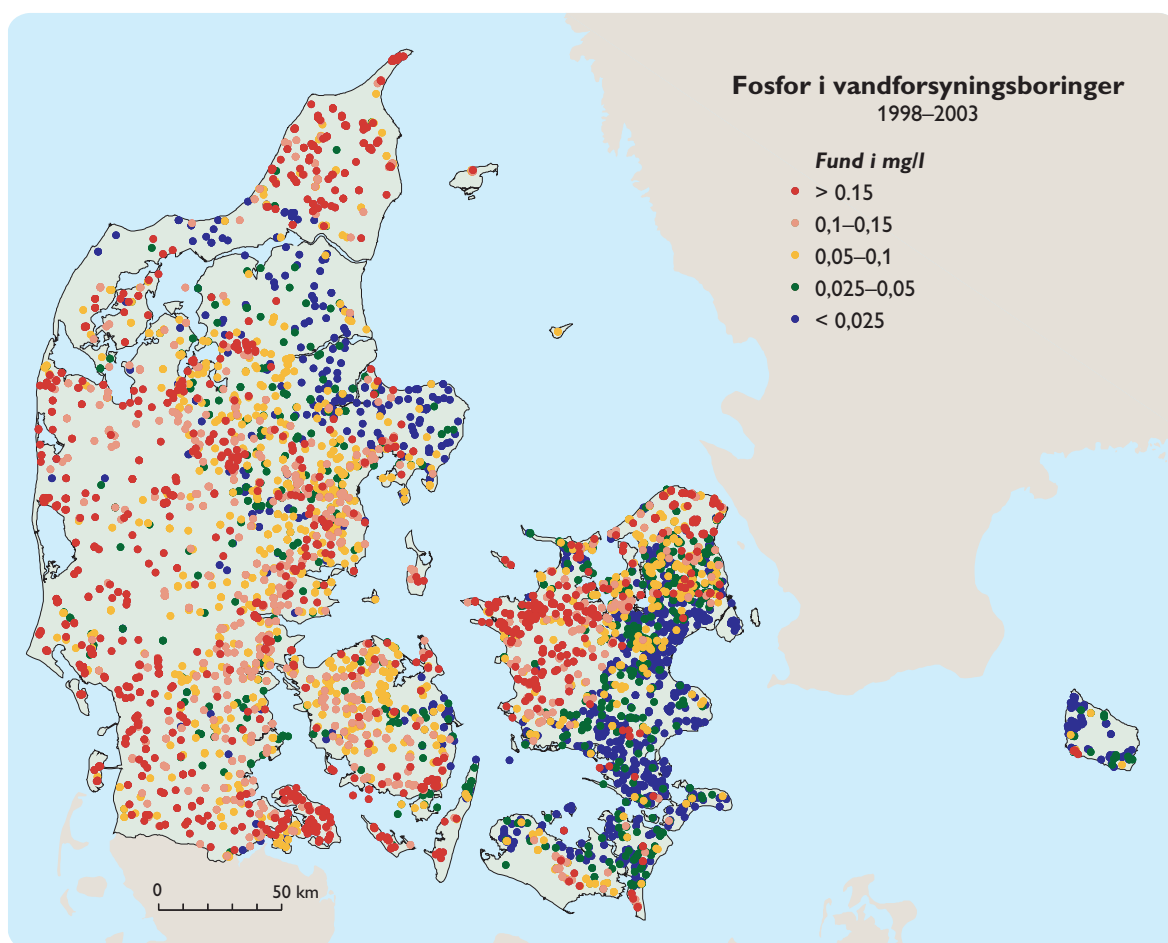 Fosfor i vandforsyningsboringer
1998–2003
Fund i mg/l
> 0.15
0,1–0,15
0,05–0,1
0,025–0,05
< 0,025
0 50 km